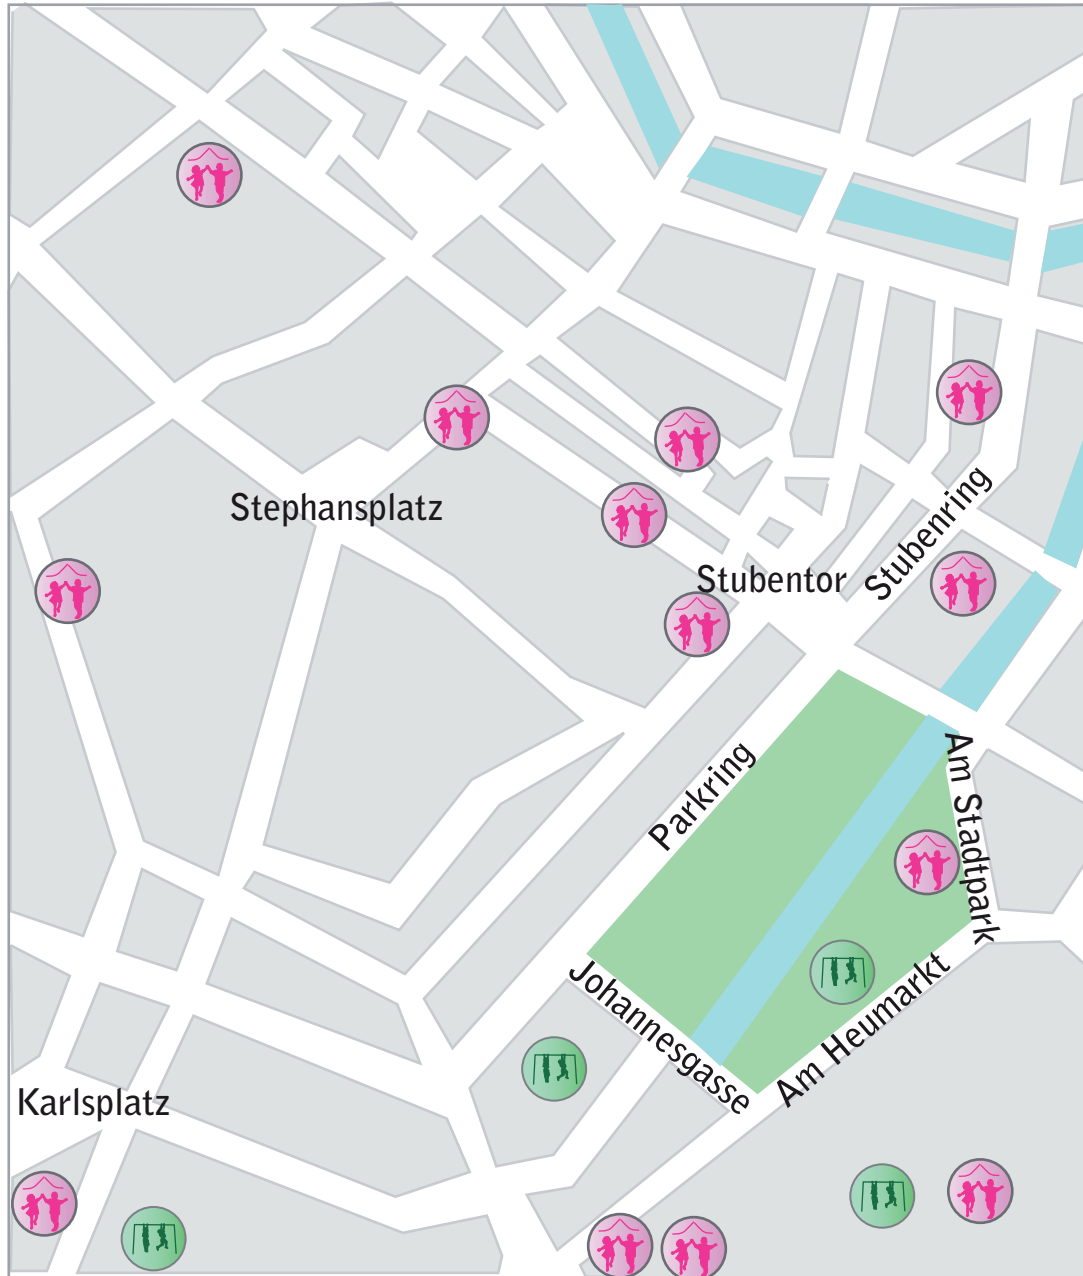 Stephansplatz
Stubenring
Stubentor
Parkring
Am Stadtpark
Johannesgasse
Am Heumarkt
Karlsplatz